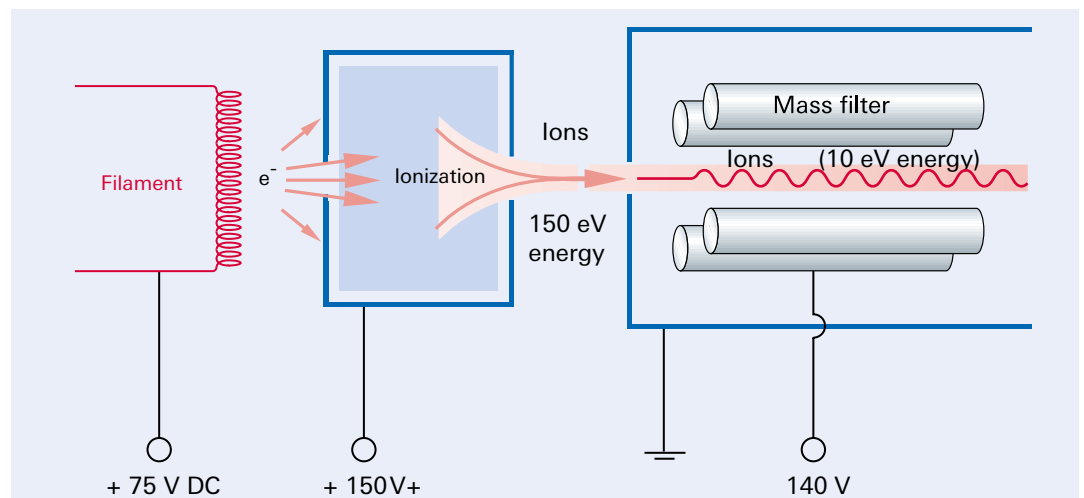 Filament
e-
Ionization
Ions
150 eV
energy
Mass filter
Ions (10 eV energy)
+ 75 V DC
+ 150V+
140 V